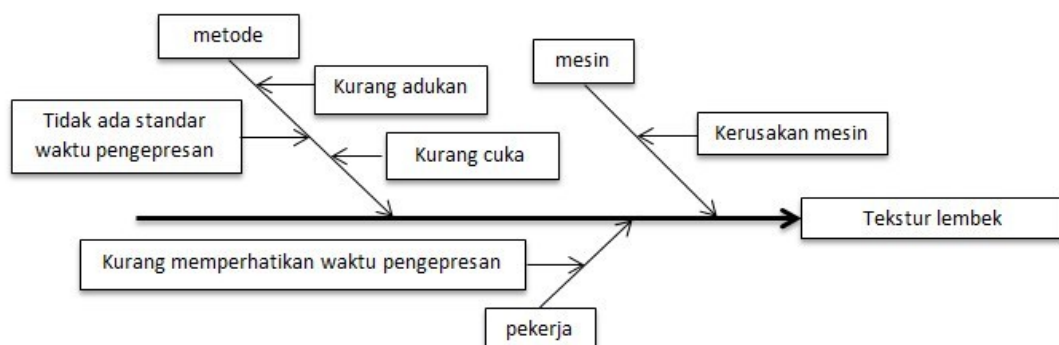 metode
mesin
Kurang adukan
Tidak ada standar
waktu pengepresan
Kerusakan mesin
Kurang cuka
Tekstur lembek
Kurang memperhatikan waktu pengepresan
pekerja